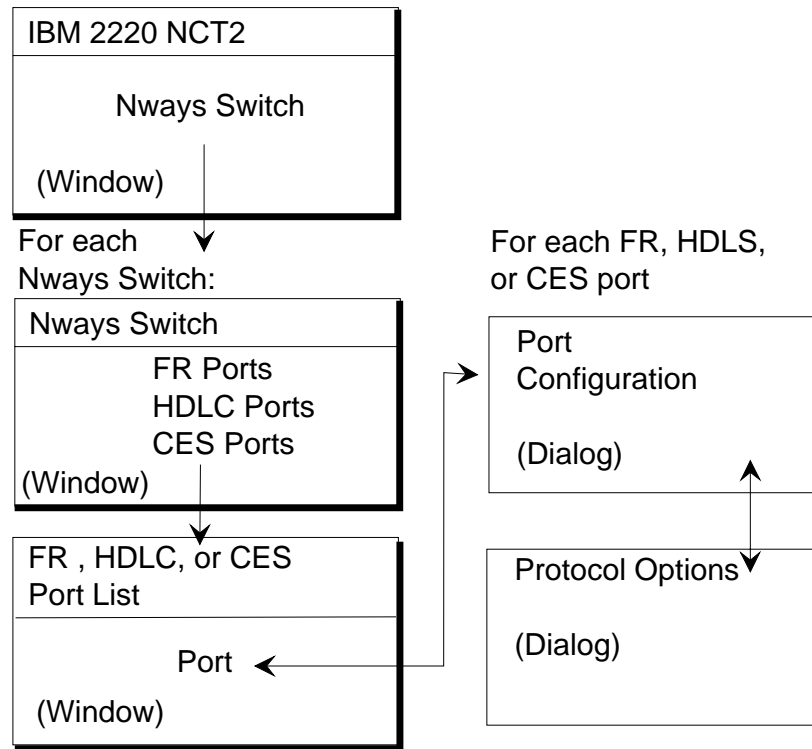 IBM 2220 NCT2
Nways Switch
(Window)
For each
Nways Switch:
Nways Switch
FR Ports
HDLC Ports
CES Ports
(Window)
FR , HDLC, or CES
Port List
Port
(Window)
For each FR, HDLS,
or CES port
Port
Configuration
(Dialog)
Protocol Options
(Dialog)